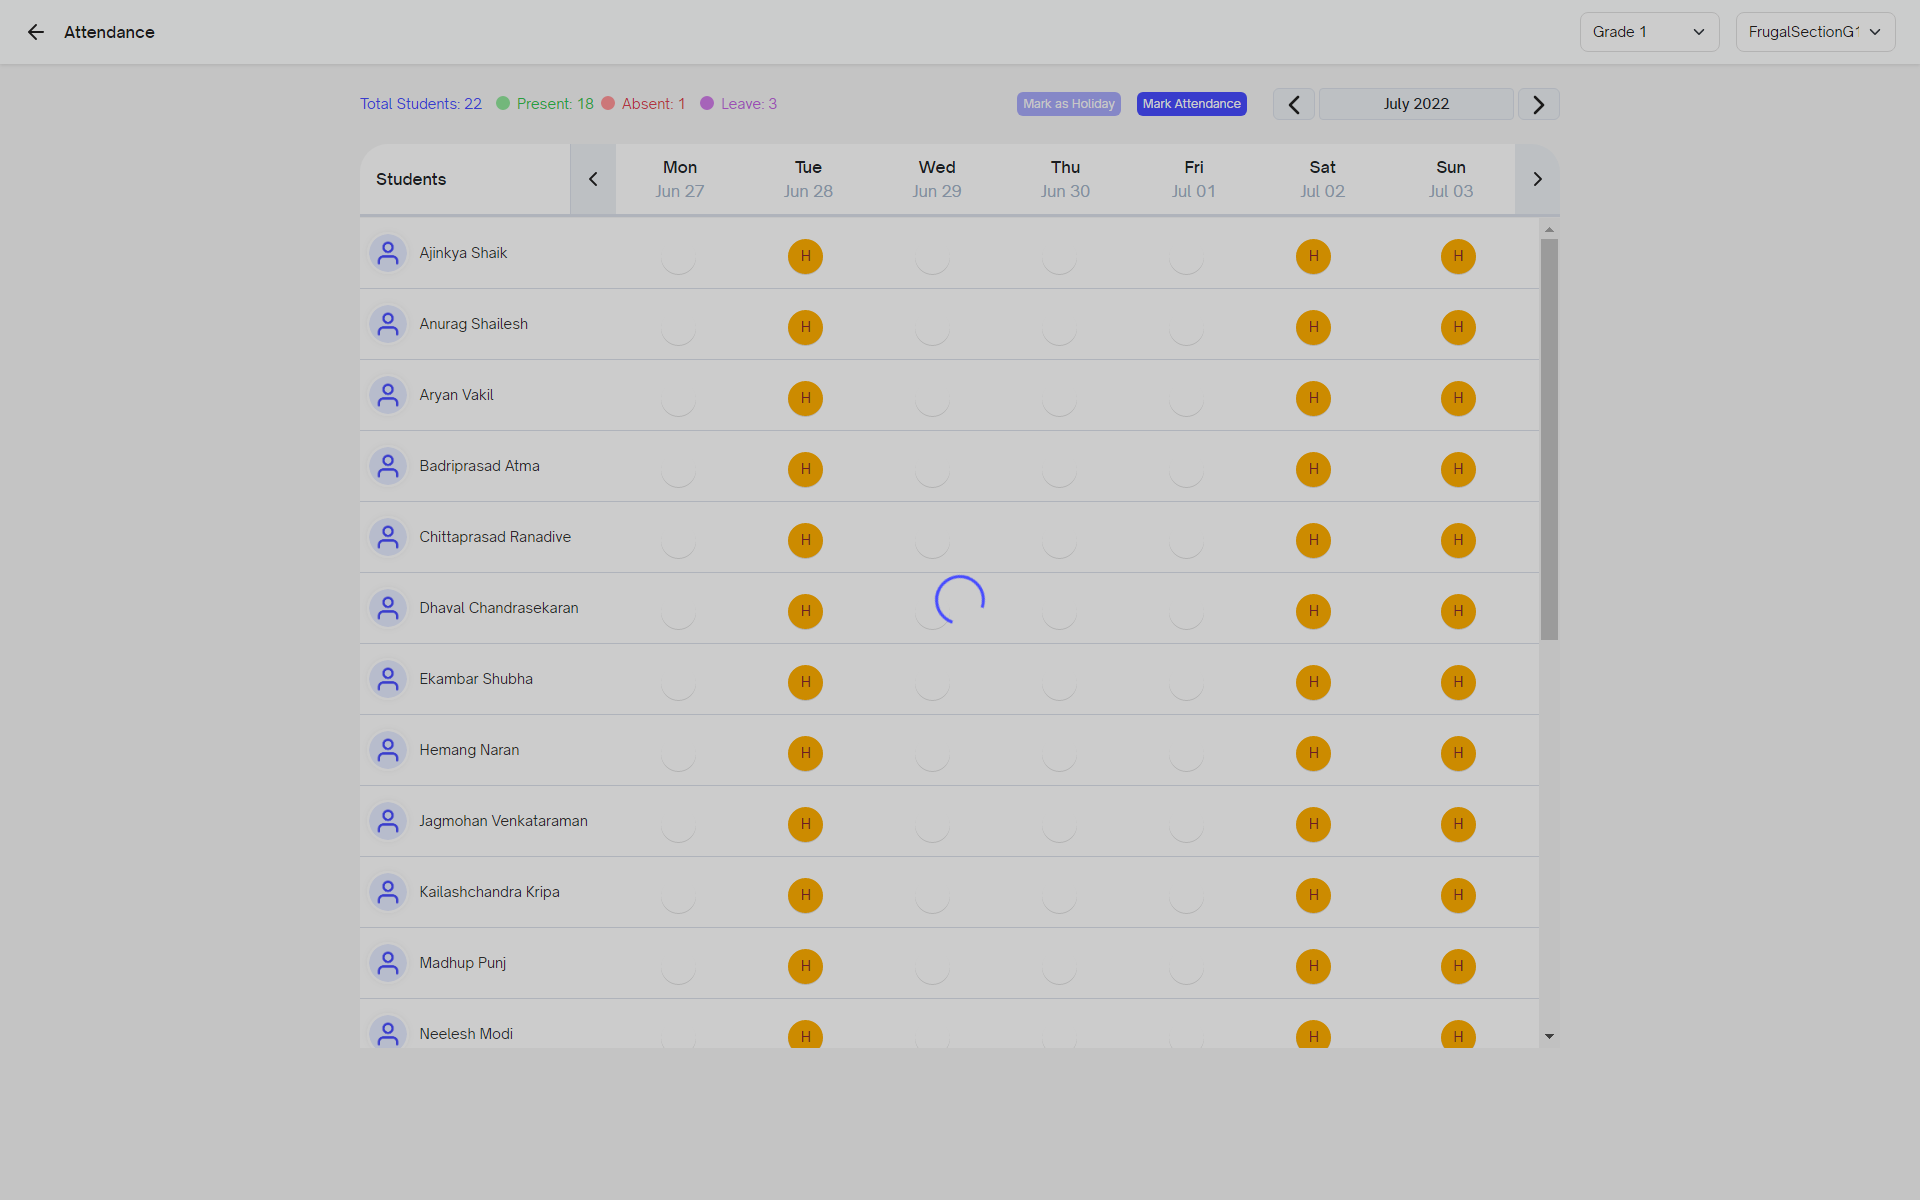 Attendance
Grade 1
FrugalSectionG1
Total Students: 22 Present: 18 Absent: 1 Leave: 3
Mark as Holiday
Mark Attendance
July 2022
Students Mon Tue Wed Thu Fri Sat Sun
Jun 27 Jun 28 Jun 29 Jun 30 Jul 01 Jul 02 Jul 03
Ajinkya Shaik H H H
Anurag Shailesh H H H
Aryan Vakil H H H
Badriprasad Atma H H H
Chittaprasad Ranadive H H H
Dhaval Chandrasekaran H H H
Ekambar Shubha H H H
Hemang Naran H H H
Jagmohan Venkataraman H H H
Kailashchandra Kripa H H H
Madhup Punj H H H
Neelesh Modi H H H